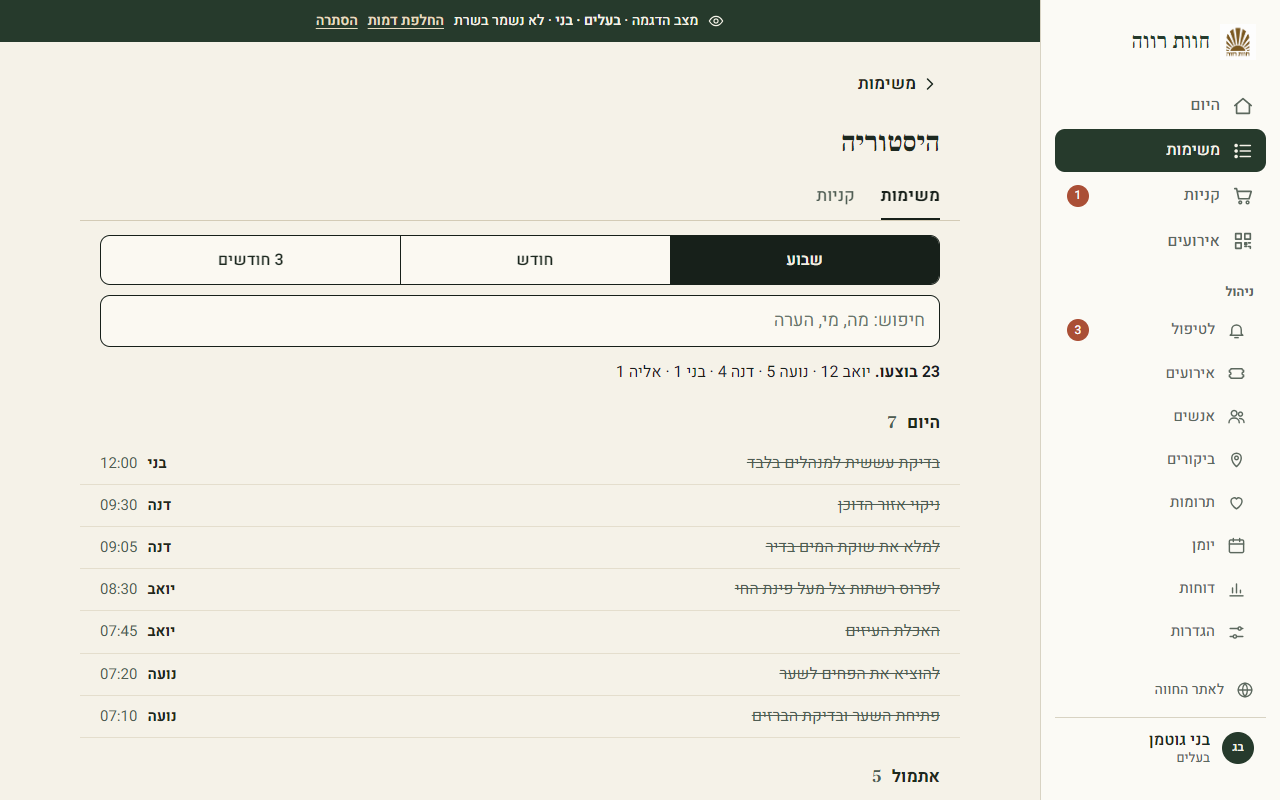 מצב הדגמה · בעלים · בני · לא נשמר בשרת החלפת דמות הסתרה
חוות רווה
היום
משימות
קניות 1
אירועים
ניהול
לטיפול 3
אירועים
אנשים
ביקורים
תרומות
יומן
דוחות
הגדרות
לאתר החווה
בג
בני גוטמן
בעלים
משימות
היסטוריה
משימות קניות
שבוע חודש 3 חודשים
חיפוש: מה, מי, הערה
23 בוצעו. יואב 12 · נועה 5 · דנה 4 · בני 1 · אליה 1
היום 7
בדיקת עששית למנהלים בלבד בני 12:00
ניקוי אזור הדוכן דנה 09:30
למלא את שוקת המים בדיר דנה 09:05
לפרוס רשתות צל מעל פינת החי יואב 08:30
האכלת העיזים יואב 07:45
להוציא את הפחים לשער נועה 07:20
פתיחת השער ובדיקת הברזים נועה 07:10
אתמול 5